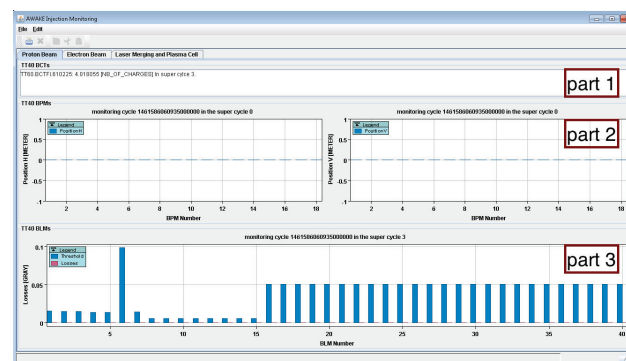 AWAKE Injection Monitoring
File Edit
Proton Beam Electron Beam Laser Merging and Plasma Cell
TT40 BCTs
TT60.BCTFI.610225: 4.018055 [NB_OF_CHARGES] in super cylce 3.
part 1
TT40 BPMs
monitoring cycle 1461586060935000000 in the super cycle 0
Position H [METER]
Legend
Position H
1
0.5
0
-0.5
-1
2 4 6 8 10 12 14 16 18
BPM Number
monitoring cycle 1461586060935000000 in the super cycle 0
part 2
Position V [METER]
Legend
Position V
1
0.5
0
-0.5
-1
2 4 6 8 10 12 14 16 18
BPM Number
TT40 BLMs
monitoring cycle 1461586060935000000 in the super cycle 3
part 3
Losses [GRAY]
Legend
Threshold
Losses
0.1
0.05
0
5 10 15 20 25 30 35 40
BLM Number